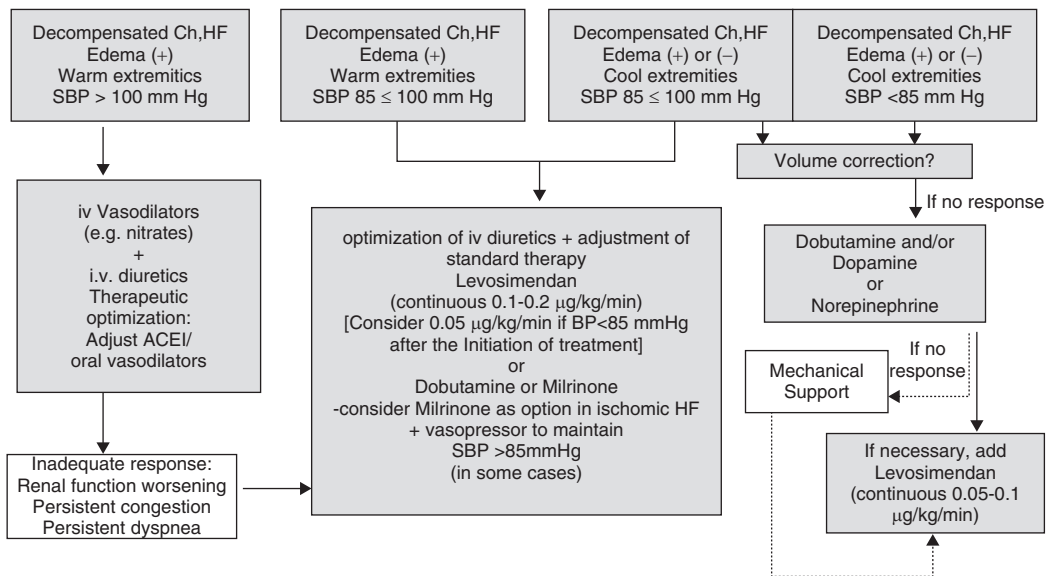 Decompensated Ch,HF
Edema (+)
Warm extremitics
SBP > 100 mm Hg
Decompensated Ch,HF
Edema (+)
Warm extremities
SBP 85 ≤ 100 mm Hg
Decompensated Ch,HF
Edema (+) or (−)
Cool extremities
SBP 85 ≤ 100 mm Hg
Decompensated Ch,HF
Edema (+) or (−)
Cool extremities
SBP <85 mm Hg
Volume correction?
If no response
iv Vasodilators
(e.g. nitrates)
+
i.v. diuretics
Therapeutic
optimization:
Adjust ACEI/
oral vasodilators
optimization of iv diuretics + adjustment of
standard therapy
Levosimendan
(continuous 0.1-0.2 μg/kg/min)
[Consider 0.05 μg/kg/min if BP<85 mmHg
after the Initiation of treatment]
or
Dobutamine or Milrinone
-consider Milrinone as option in ischomic HF
+ vasopressor to maintain
SBP >85mmHg
(in some cases)
Dobutamine and/or
Dopamine
or
Norepinephrine
If no
response
Mechanical
Support
If necessary, add
Levosimendan
(continuous 0.05-0.1
μg/kg/min)
Inadequate response:
Renal function worsening
Persistent congestion
Persistent dyspnea